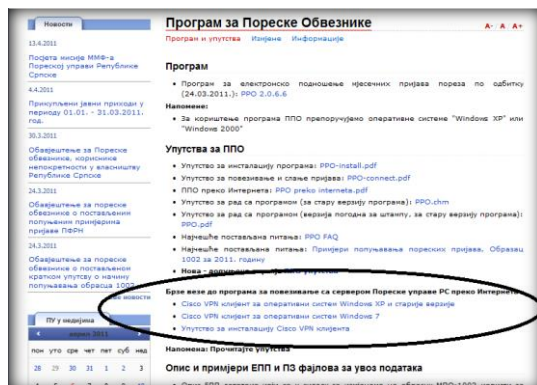 Новости
13.4.2011
Посјета мисије ММФ-а
Пореској управи Републике
Српске
4.4.2011
Прикупљени јавни приходи у
периоду 01.01. - 31.03.2011.
год.
30.3.2011
Обавјештење за Пореске
обвезнике, кориснике
непокретности у власништву
Републике Српске
24.3.2011
Обавјештење за пореске
обвезнике о постављеним
попуњеним примјерима
пријаве ПФРН
24.3.2011
Обавјештење за пореске
обвезнике о постављеном
кратком упутству о начину
попуњавања обрасца 1002
све новости
ПУ у медијима
април 2011
пон уто сре чет пет суб нед
28 29 30 31 1 2 3
Програм за Пореске Обвезнике
A- A A+
Програм и упутства Измјене Информације
Програм
Програм за електронско подношење мјесечних пријава пореза по одбитку
(24.03.2011.): PPO 2.0.6.6
Напомене:
За кориштење програма ППО препоручујемо оперативне системе "Windows XP" или
"Windows 2000"
Упутства за ППО
Упутство за инсталацију програма: PPO-install.pdf
Упутство за повезивање и слање пријава: PPO-connect.pdf
ППО преко Интернета: PPO preko interneta.pdf
Упутство за рад са програмом (за стару верзију програма): PPO.chm
Упутство за рад са програмом (верзија погодна за штампу, за стару верзију програма):
PPO.pdf
Најчешће постављана питања: PPO FAQ
Најчешће постављана питања: Примјери попуњавања пореских пријава, Образац
1002 за 2011. годину
Брзе везе до програма за повезивање са сервером Пореске управе РС преко Интернета
Cisco VPN клијент за оперативни систем Windows XP и старије верзије
Cisco VPN клијент за оперативни систем Windows 7
Упутство за инсталацију Cisco VPN клијента
Напомена: Прочитајте упутства
Опис и примјери ЕПП и ПЗ фајлова за увоз података